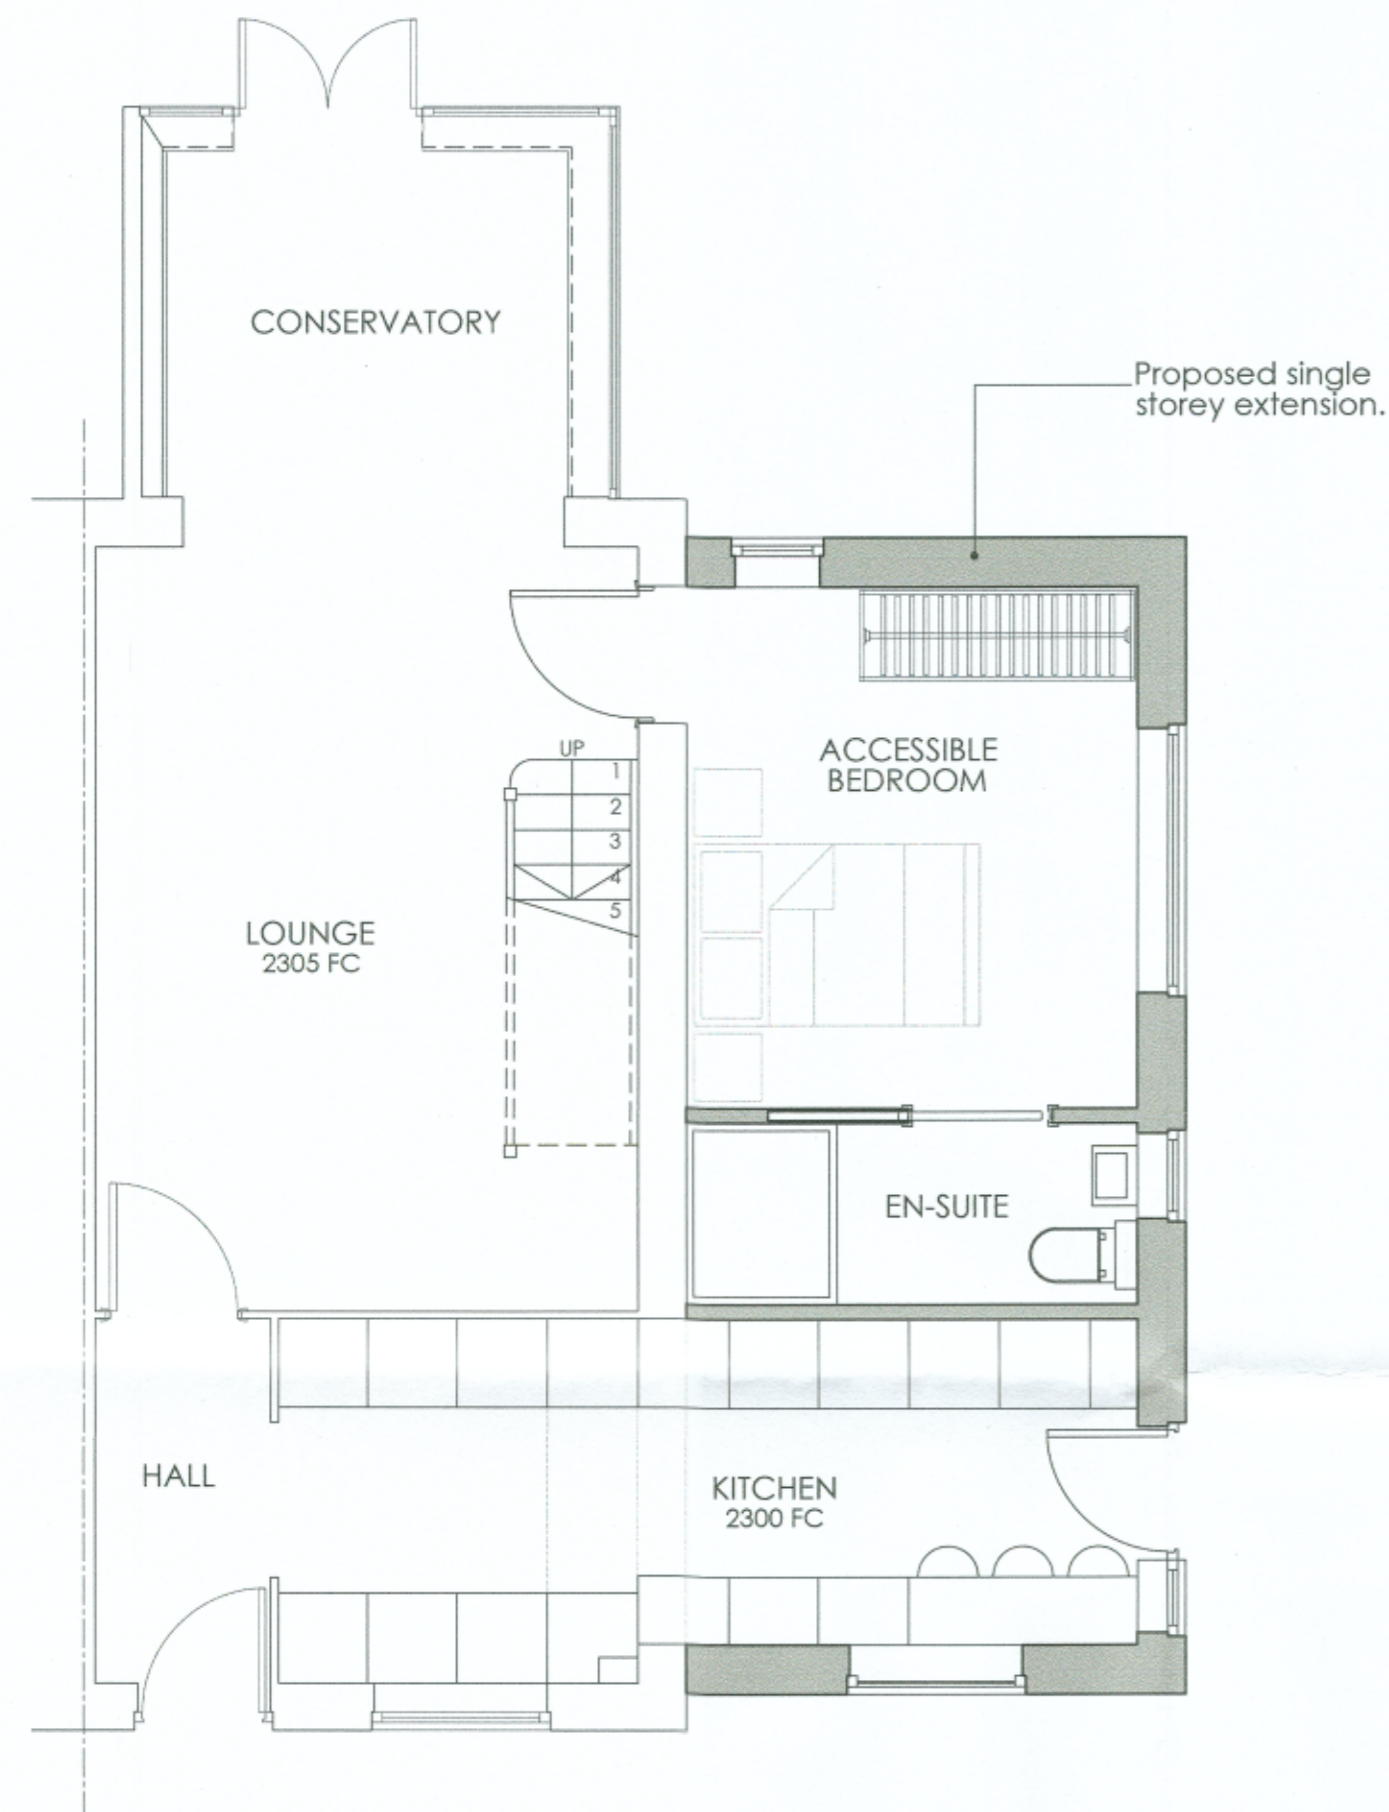 CONSERVATORY
Proposed single
storey extension.
UP
1
2
3
4
5
ACCESSIBLE
BEDROOM
LOUNGE
2305 FC
EN-SUITE
HALL
KITCHEN
2300 FC